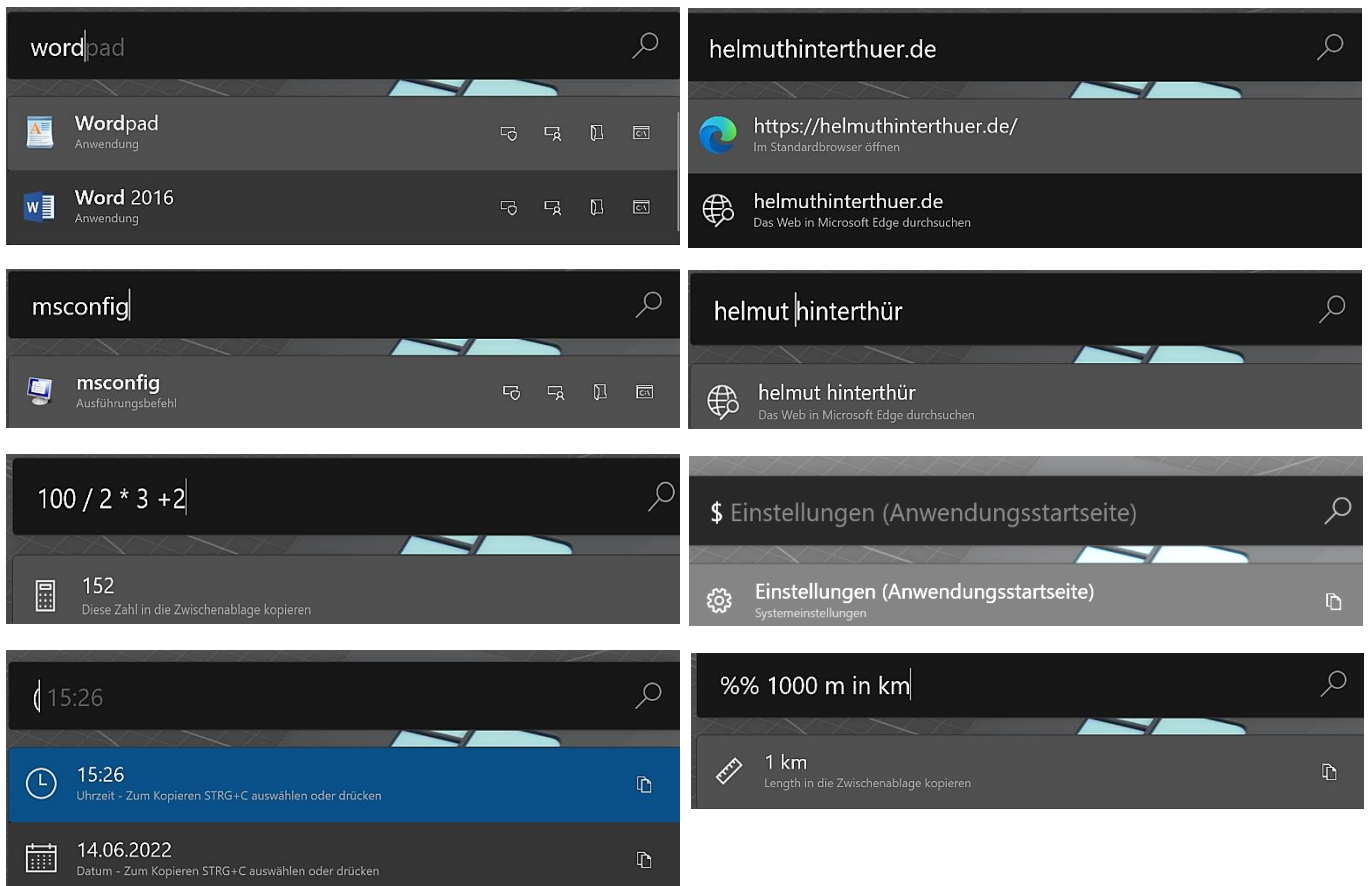 wordpad
Wordpad
Anwendung
Word 2016
Anwendung
helmuthinterthuer.de
https://helmuthinterthuer.de/
Im Standardbrowser öffnen
helmuthinterthuer.de
Das Web in Microsoft Edge durchsuchen
msconfig
msconfig
Ausführungsbefehl
helmut hinterthür
helmut hinterthür
Das Web in Microsoft Edge durchsuchen
100 / 2 * 3 +2
152
Diese Zahl in die Zwischenablage kopieren
$ Einstellungen (Anwendungsstartseite)
Einstellungen (Anwendungsstartseite)
Systemeinstellungen
( 15:26
15:26
Uhrzeit - Zum Kopieren STRG+C auswählen oder drücken
14.06.2022
Datum - Zum Kopieren STRG+C auswählen oder drücken
%% 1000 m in km
1 km
Length in die Zwischenablage kopieren